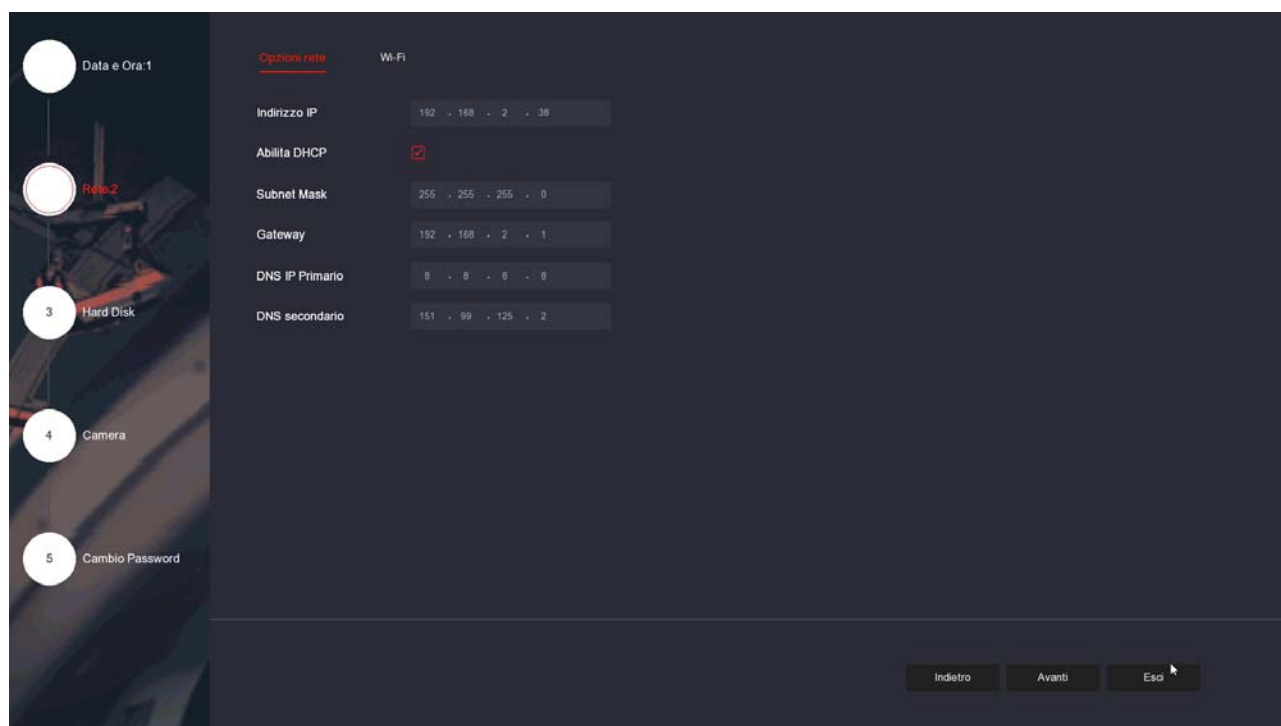 Data e Ora:1
Rete:2
3 Hard Disk
4 Camera
5 Cambio Password
Opzioni rete Wi-Fi
Indirizzo IP 192 . 168 . 2 . 38
Abilita DHCP
Subnet Mask 255 . 255 . 255 . 0
Gateway 192 . 168 . 2 . 1
DNS IP Primario 8 . 8 . 8 . 8
DNS secondario 151 . 99 . 125 . 2
Indietro Avanti Esci